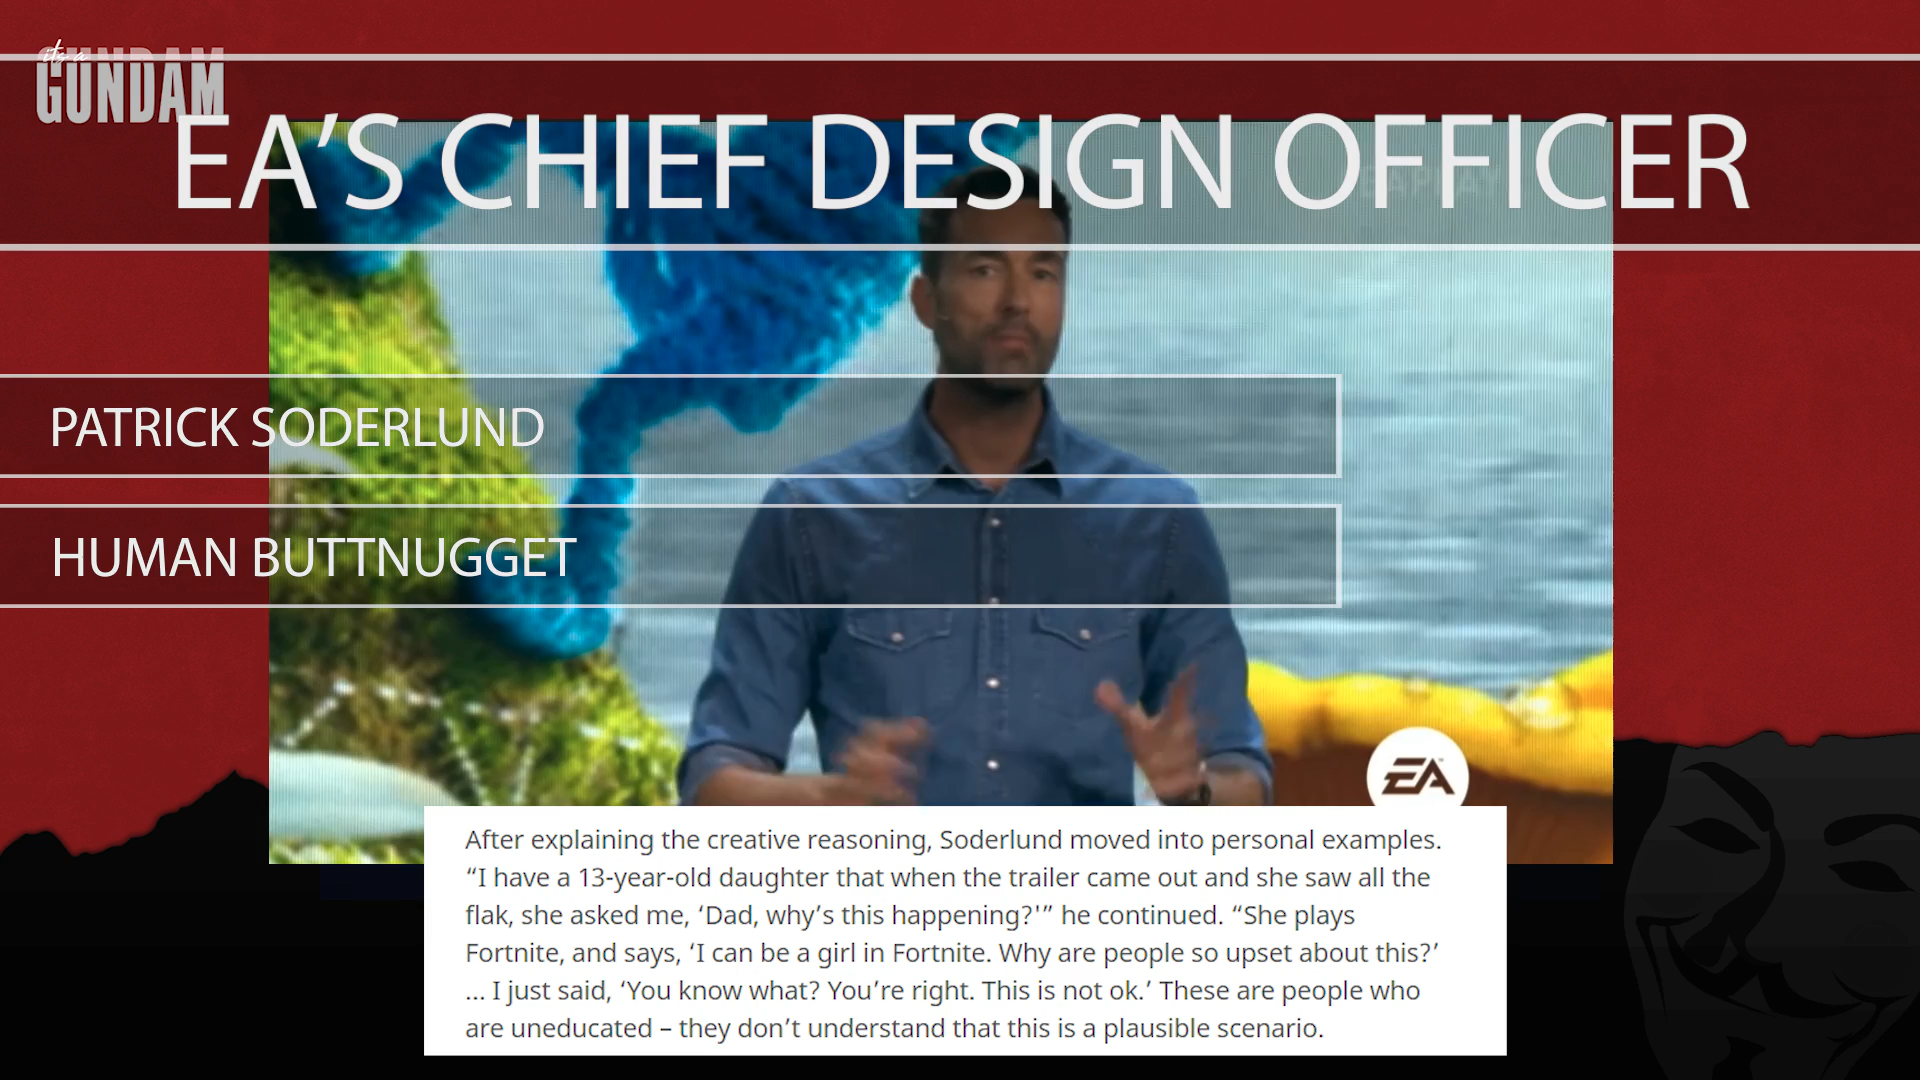 it's a
GUNDAM
EA'S CHIEF DESIGN OFFICER
PATRICK SODERLUND
HUMAN BUTTNUGGET
EA
After explaining the creative reasoning, Soderlund moved into personal examples.
“I have a 13-year-old daughter that when the trailer came out and she saw all the
flak, she asked me, ‘Dad, why’s this happening?'” he continued. “She plays
Fortnite, and says, ‘I can be a girl in Fortnite. Why are people so upset about this?’
... I just said, ‘You know what? You’re right. This is not ok.’ These are people who
are uneducated – they don’t understand that this is a plausible scenario.